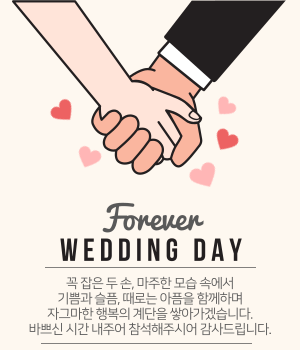 Forever
WEDDING DAY
꼭 잡은 두 손, 마주한 모습 속에서
기쁨과 슬픔, 때로는 아픔을 함께하며
자그마한 행복의 계단을 쌓아가겠습니다.
바쁘신 시간 내주어 참석해주시어 감사드립니다.